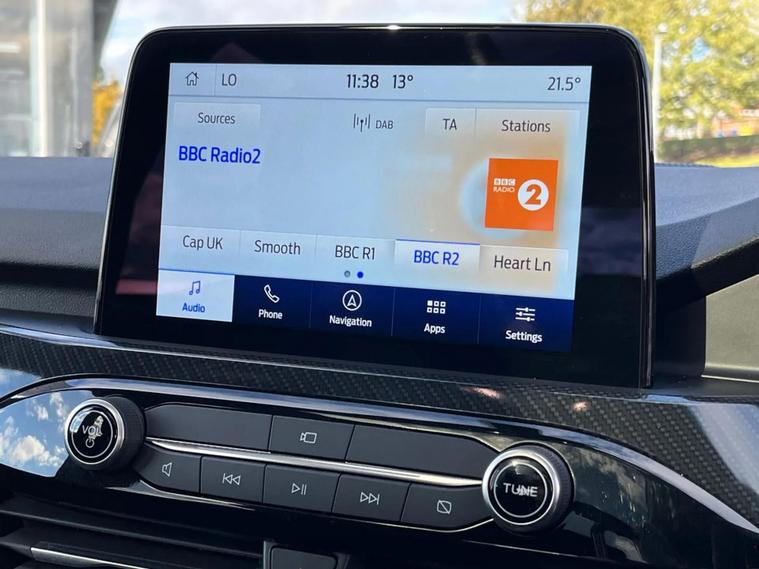 LO 11:38 13° 21.5°
Sources DAB TA Stations
BBC Radio2
BBC
RADIO 2
Cap UK Smooth BBC R1 BBC R2 Heart Ln
Audio Phone Navigation Apps Settings
VOL
TUNE